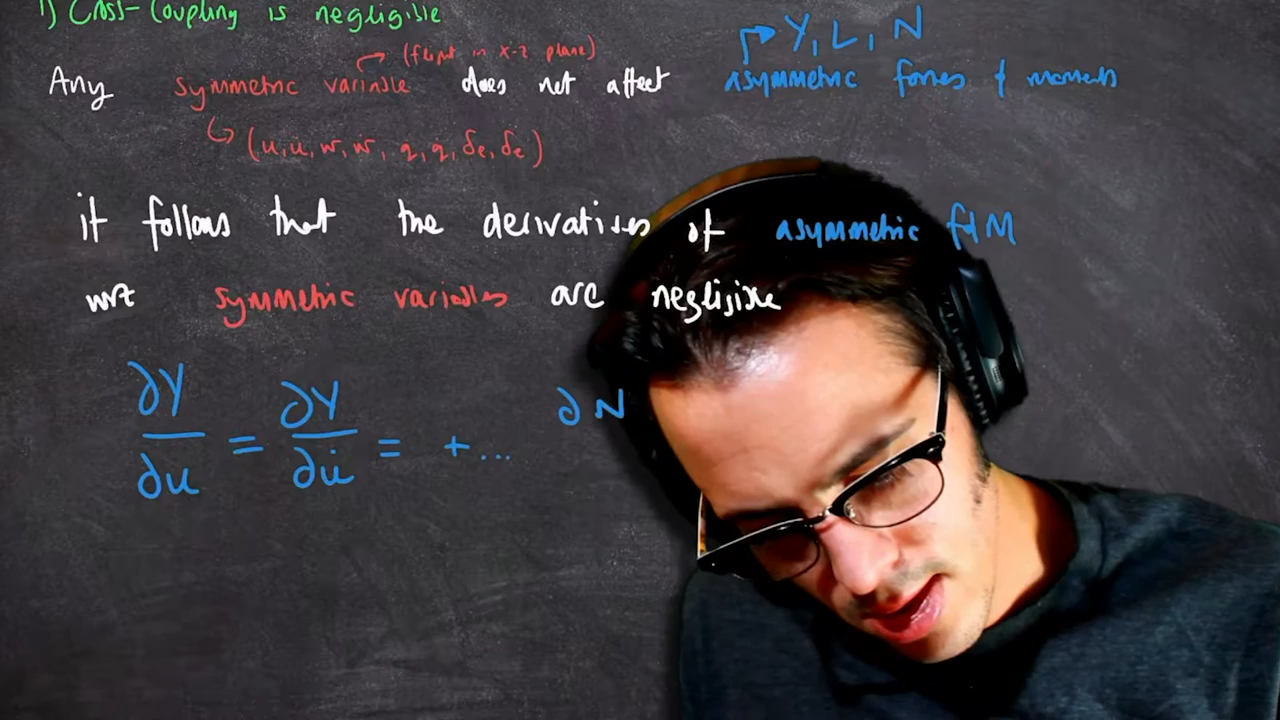 1) Cross-Coupling is negligible
(flight in x-z plane) Y, L, N
Any symmetric variable does not affect asymmetric forces & moments
(u, u̇, w, ẇ, q, q̇, δe, δ̇e)
it follows that the derivatives of asymmetric f&M
wrt symmetric variables are negligible
∂Y/∂u = ∂Y/∂u̇ = +... ∂N